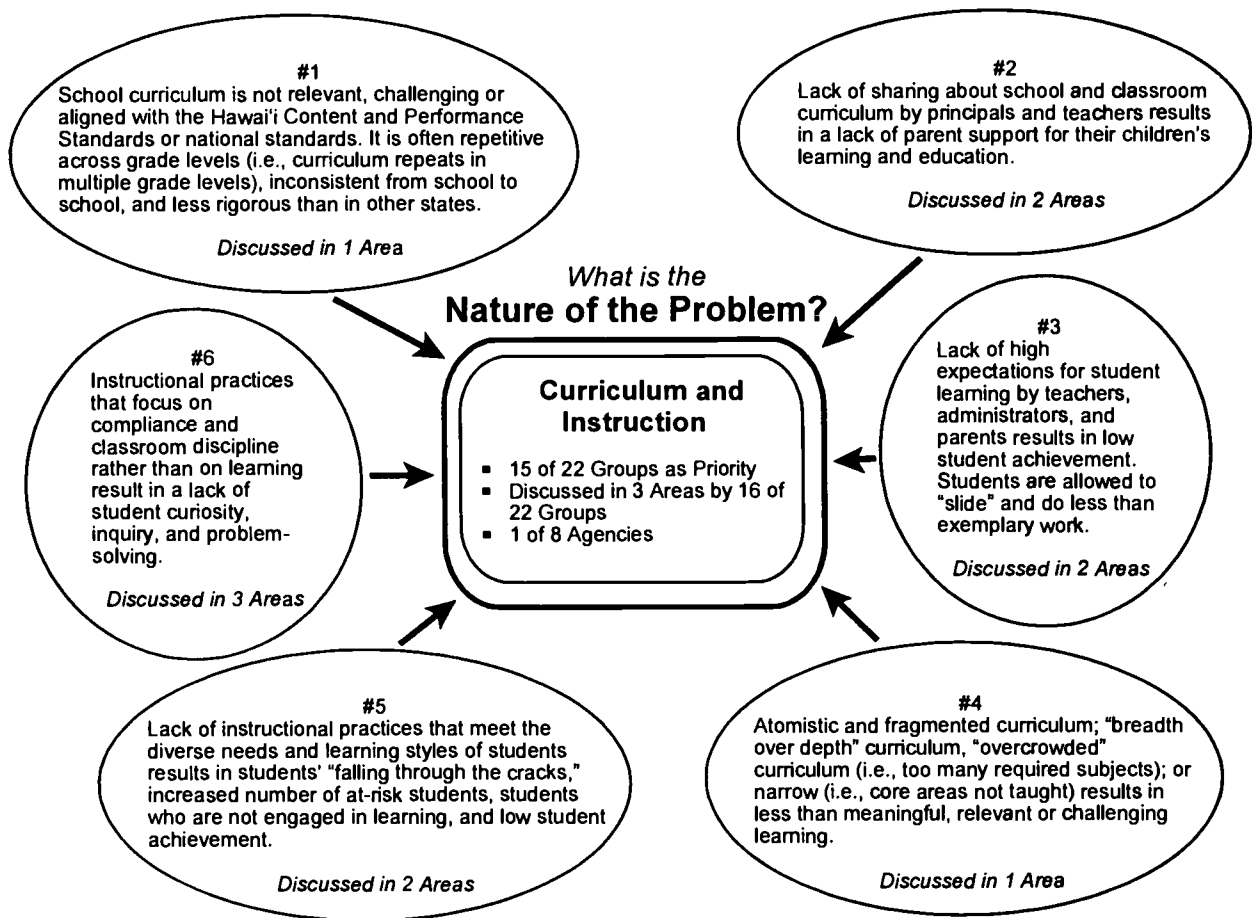 #1
School curriculum is not relevant, challenging or
aligned with the Hawai'i Content and Performance
Standards or national standards. It is often repetitive
across grade levels (i.e., curriculum repeats in
multiple grade levels), inconsistent from school to
school, and less rigorous than in other states.
Discussed in 1 Area
#2
Lack of sharing about school and classroom
curriculum by principals and teachers results
in a lack of parent support for their children's
learning and education.
Discussed in 2 Areas
What is the
Nature of the Problem?
Curriculum and
Instruction
▪ 15 of 22 Groups as Priority
▪ Discussed in 3 Areas by 16 of
22 Groups
▪ 1 of 8 Agencies
#3
Lack of high
expectations for student
learning by teachers,
administrators, and
parents results in low
student achievement.
Students are allowed to
"slide" and do less than
exemplary work.
Discussed in 2 Areas
#6
Instructional practices
that focus on
compliance and
classroom discipline
rather than on learning
result in a lack of
student curiosity,
inquiry, and problem-
solving.
Discussed in 3 Areas
#5
Lack of instructional practices that meet the
diverse needs and learning styles of students
results in students' "falling through the cracks,"
increased number of at-risk students, students
who are not engaged in learning, and low student
achievement.
Discussed in 2 Areas
#4
Atomistic and fragmented curriculum; "breadth
over depth" curriculum, "overcrowded"
curriculum (i.e., too many required subjects); or
narrow (i.e., core areas not taught) results in
less than meaningful, relevant or challenging
learning.
Discussed in 1 Area